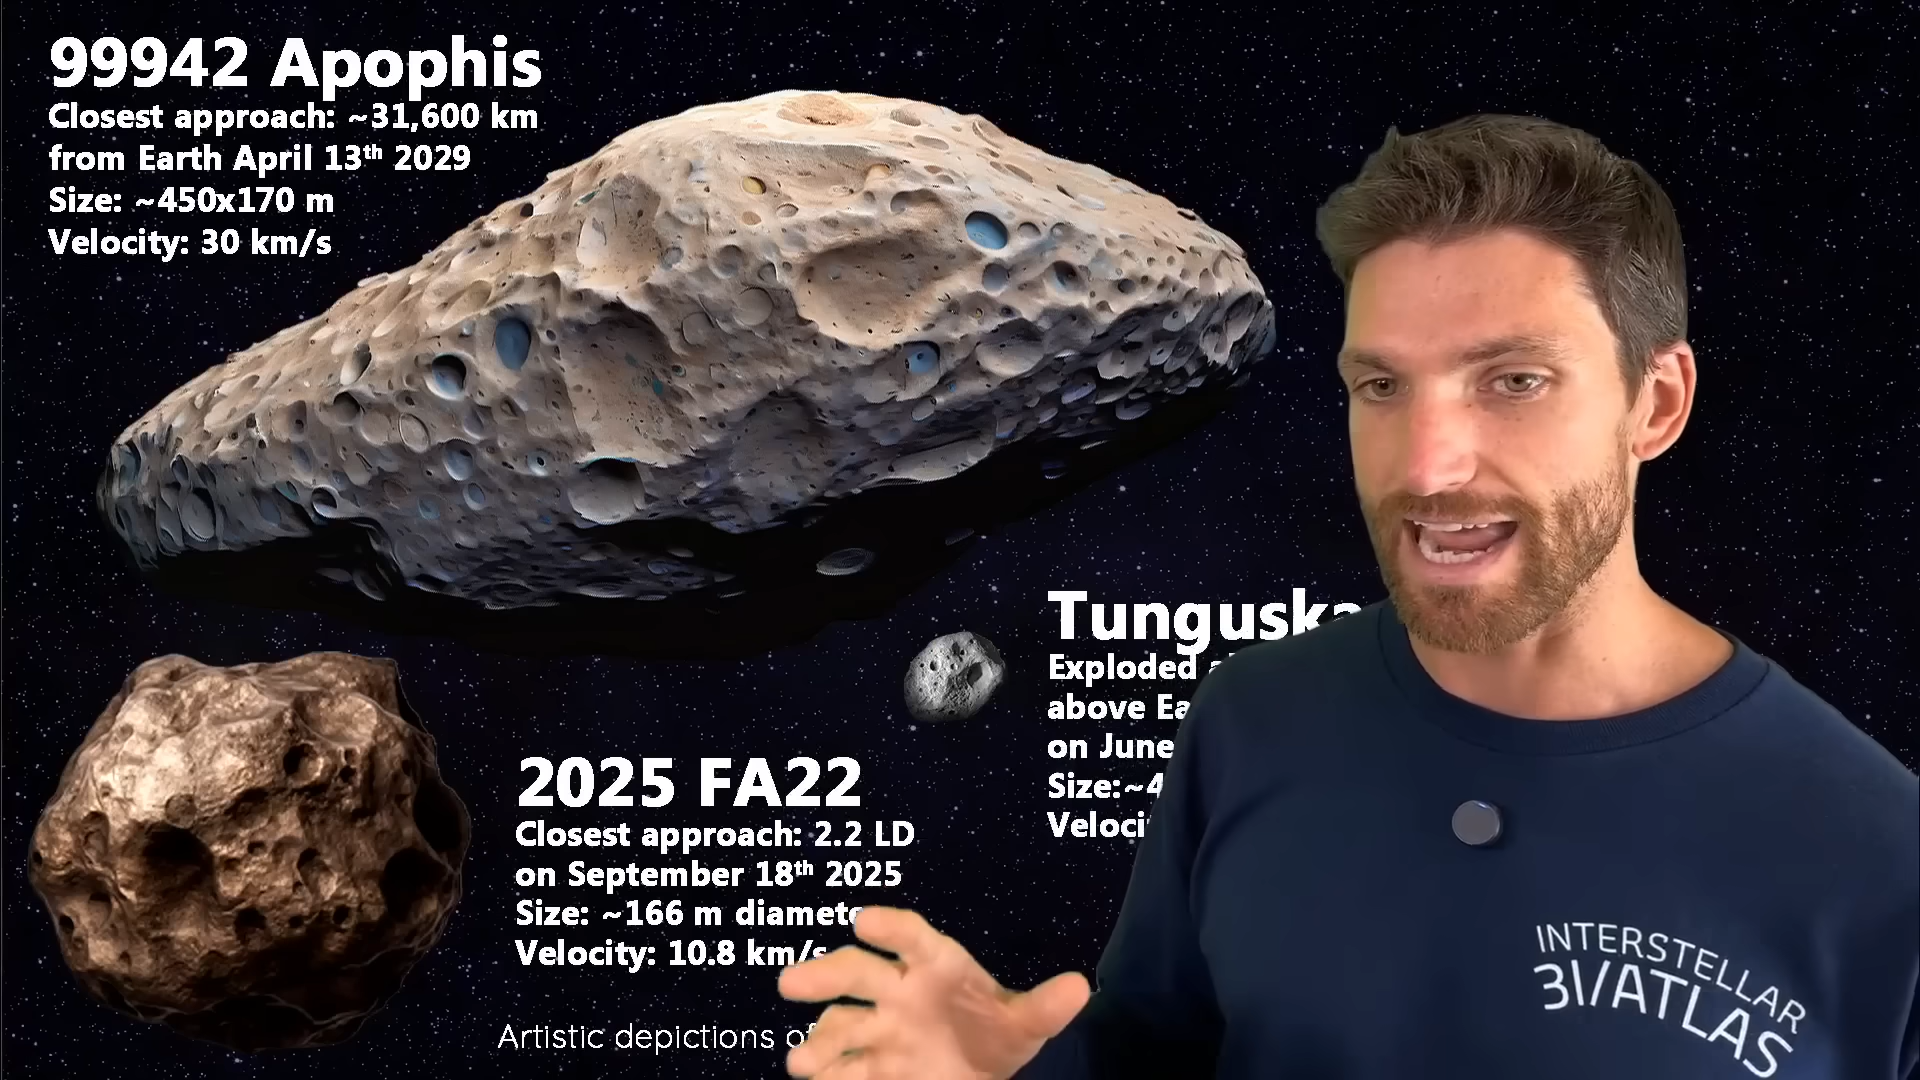 99942 Apophis
Closest approach: ~31,600 km
from Earth April 13th 2029
Size: ~450x170 m
Velocity: 30 km/s
Tunguska
Exploded
above
on June
Size:~4
2025 FA22
Closest approach: 2.2 LD
on September 18th 2025
Size: ~166 m
Velocity: 10.8 km/s
Artistic depictions
INTERSTELLAR
3I/ATLAS